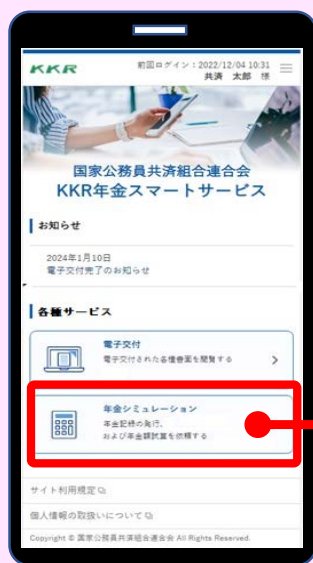 KKR
前回ログイン：2022/12/04 10:31
共済 太郎 様
国家公務員共済組合連合会
KKR年金スマートサービス
お知らせ
2024年1月10日
電子交付完了のお知らせ
各種サービス
電子交付
電子交付された各種書面を閲覧する
年金シミュレーション
年金記録の発行、
および年金額試算を依頼する
サイト利用規定
個人情報の取扱いについて
Copyright © 国家公務員共済組合連合会 All Rights Reserved.